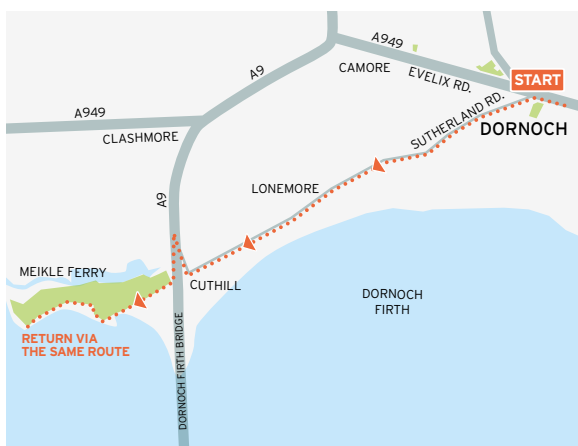 A949
A9
CAMORE
EVELIX RD.
START
A949
CLASHMORE
SUTHERLAND RD.
DORNOCH
LONEMORE
A9
MEIKLE FERRY
CUTHILL
DORNOCH
FIRTH
RETURN VIA
THE SAME ROUTE
DORNOCH FIRTH BRIDGE